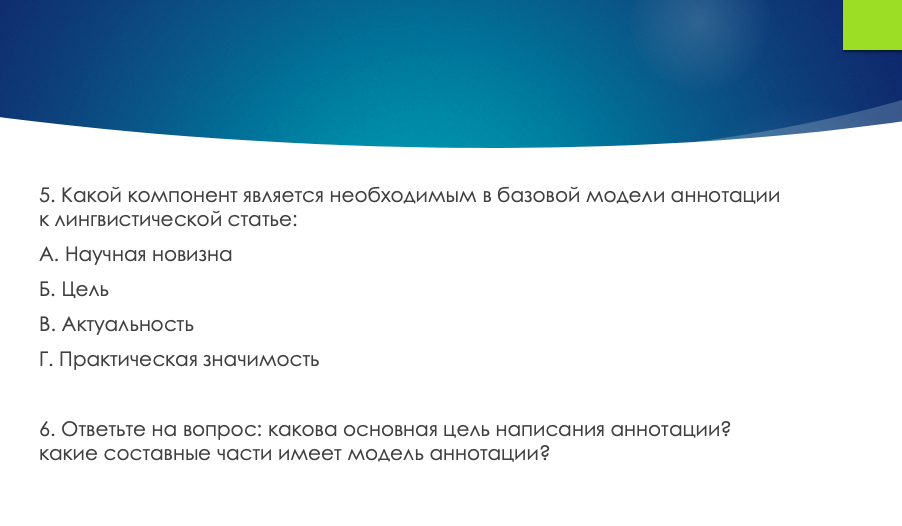 5. Какой компонент является необходимым в базовой модели аннотации
к лингвистической статье:
А. Научная новизна
Б. Цель
В. Актуальность
Г. Практическая значимость
6. Ответьте на вопрос: какова основная цель написания аннотации?
какие составные части имеет модель аннотации?